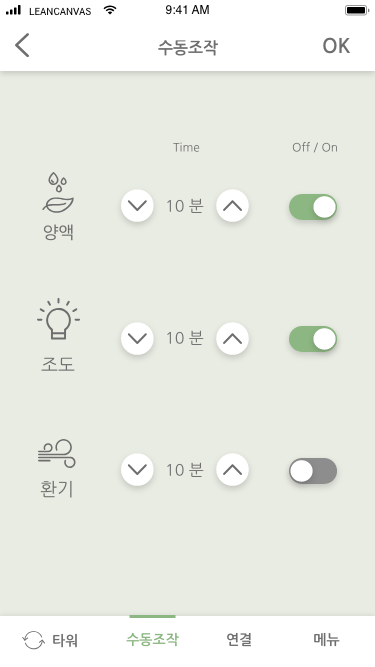 LEANCANVAS 9:41 AM
수동조작 OK
Time Off / On
양액 10 분
조도 10 분
환기 10 분
타워 수동조작 연결 메뉴